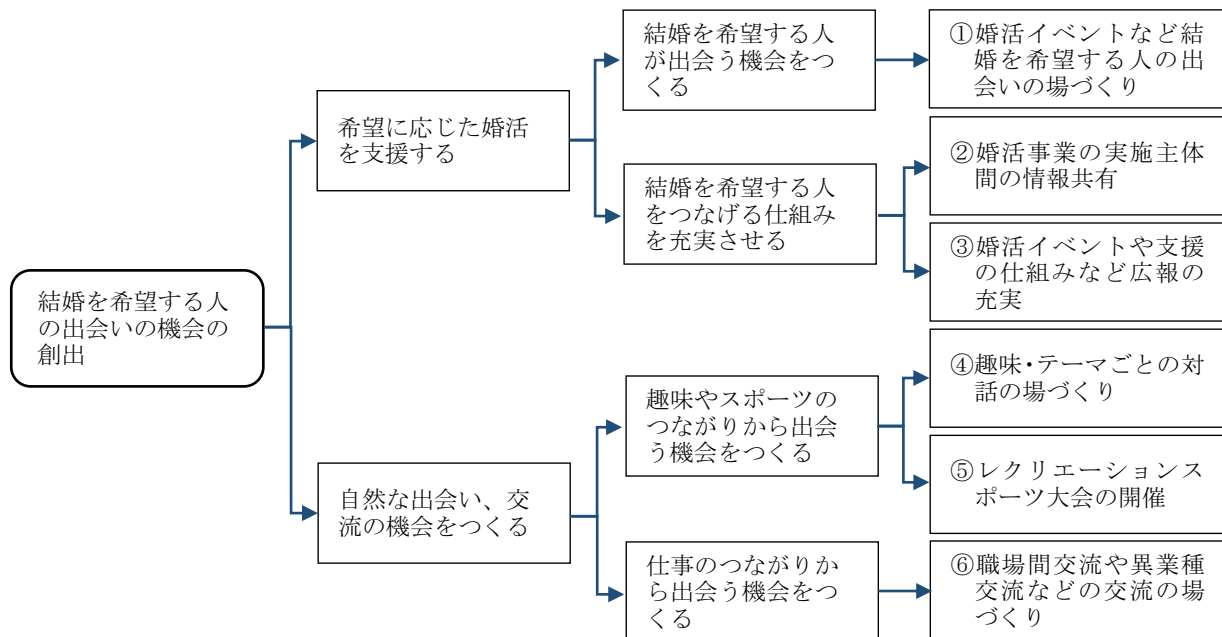 結婚を希望する人
の出会いの機会の
創出
希望に応じた婚活
を支援する
結婚を希望する人
が出会う機会をつ
くる
①婚活イベントなど結
婚を希望する人の出
会いの場づくり
結婚を希望する人
をつなげる仕組み
を充実させる
②婚活事業の実施主体
間の情報共有
③婚活イベントや支援
の仕組みなど広報の
充実
自然な出会い、交
流の機会をつくる
趣味やスポーツの
つながりから出会
う機会をつくる
④趣味・テーマごとの対
話の場づくり
⑤レクリエーションス
ポーツ大会の開催
仕事のつながりか
ら出会う機会をつ
くる
⑥職場間交流や異業種
交流などの交流の場
づくり